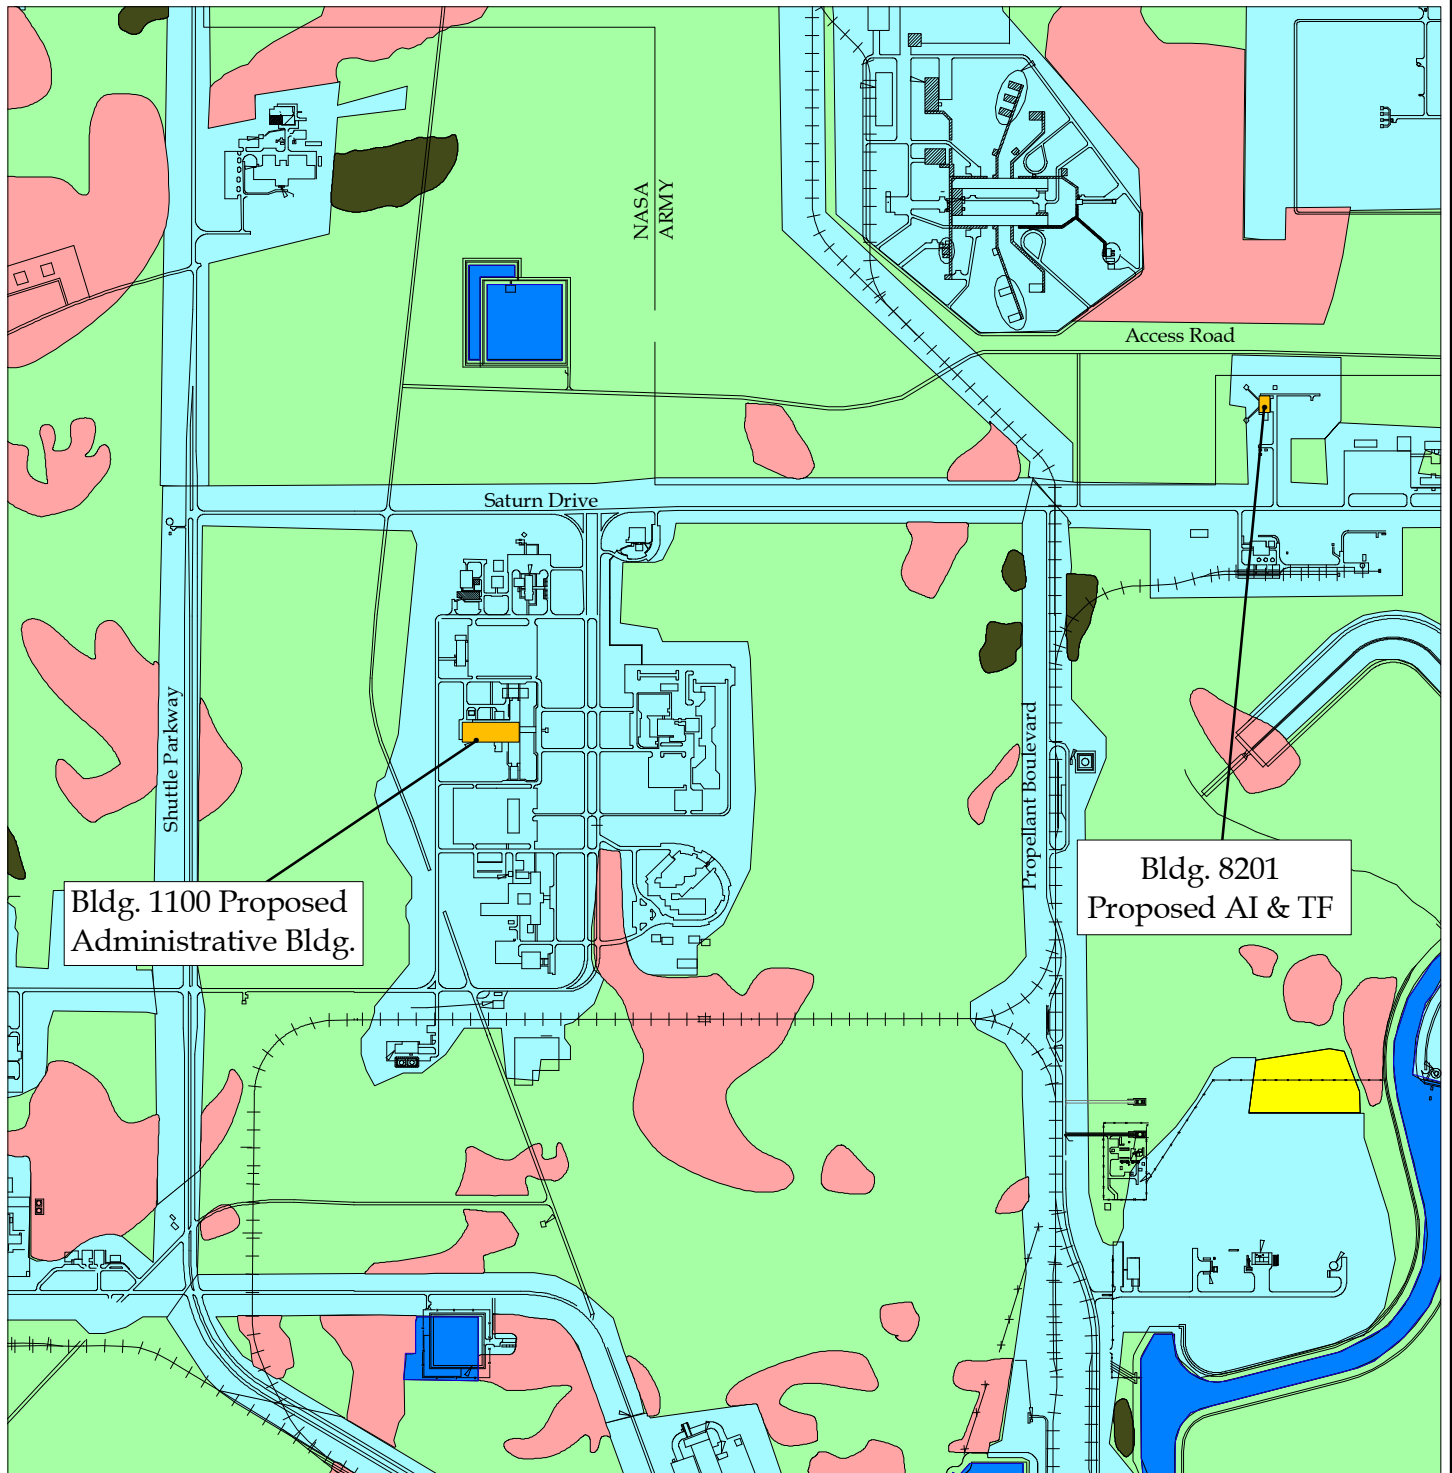 NASA
ARMY
Access Road
Saturn Drive
Shuttle Parkway
Propellant Boulevard
Bldg. 8201
Proposed AI & TF
Bldg. 1100 Proposed
Administrative Bldg.